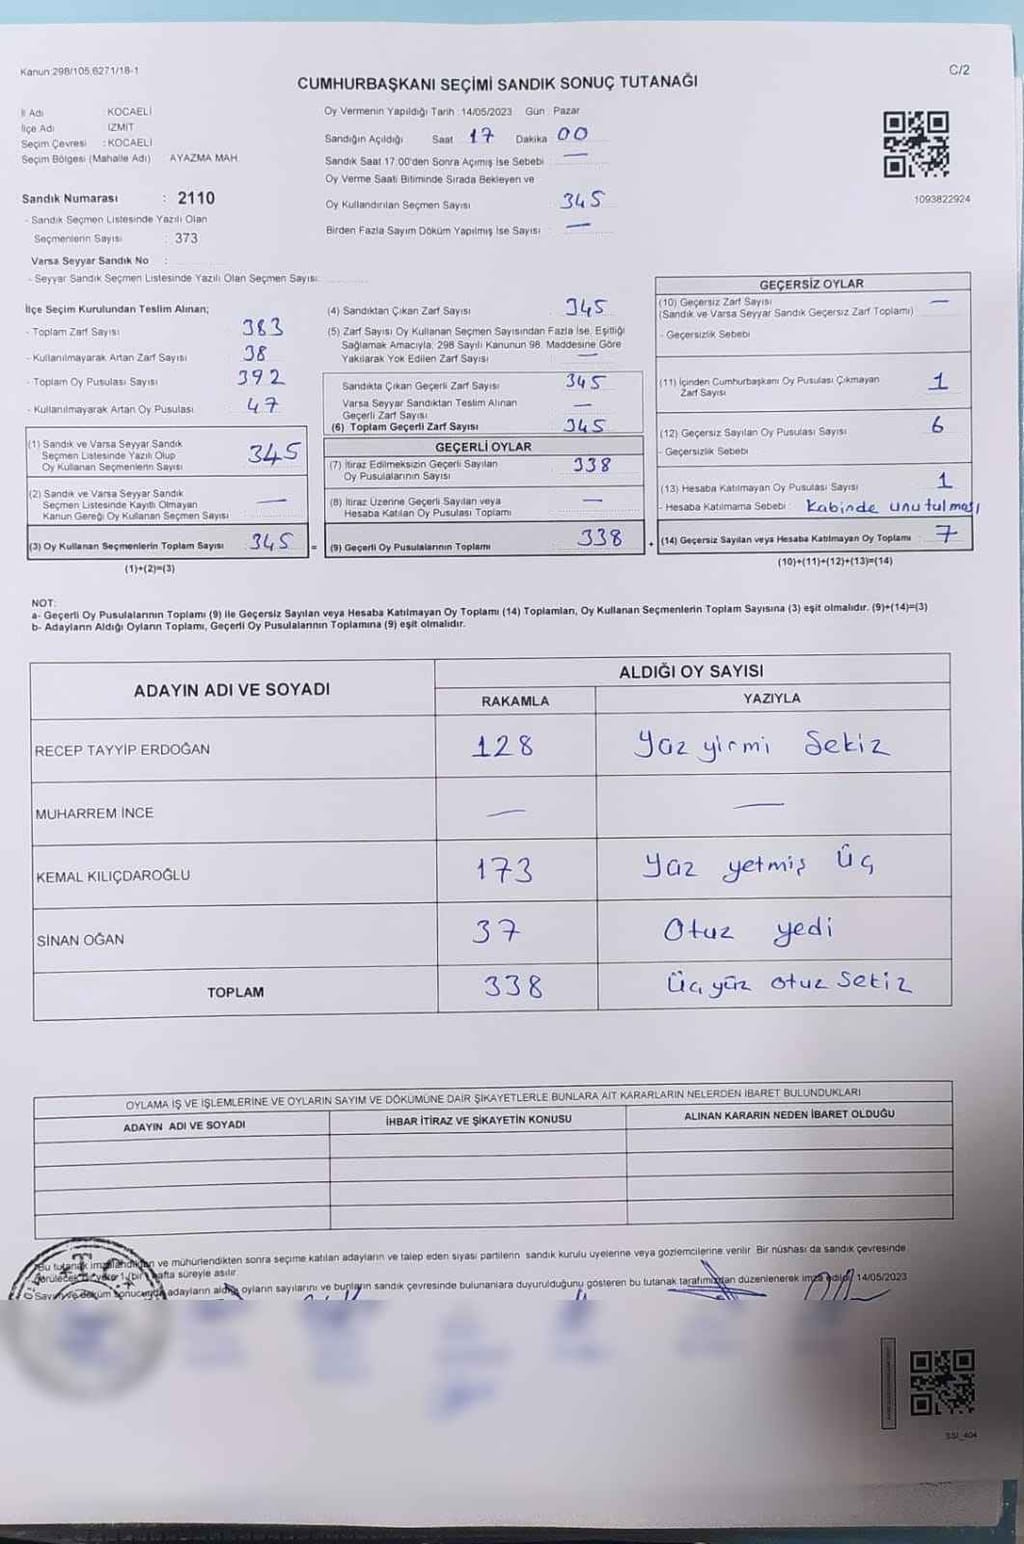 Kanun:298/105,6271/18-1
C/2
CUMHURBAŞKANI SEÇİMİ SANDIK SONUÇ TUTANAĞI
İl Adı KOCAELİ
İlçe Adı İZMİT
Seçim Çevresi : KOCAELİ
Seçim Bölgesi (Mahalle Adı) AYAZMA MAH.
Sandık Numarası : 2110
- Sandık Seçmen Listesinde Yazılı Olan
Seçmenlerin Sayısı : 373
Varsa Seyyar Sandık No :
- Seyyar Sandık Seçmen Listesinde Yazılı Olan Seçmen Sayısı:
Oy Vermenin Yapıldığı Tarih : 14/05/2023 Gün : Pazar
Sandığın Açıldığı Saat 17 Dakika 00
Sandık Saat 17.00'den Sonra Açımış İse Sebebi —
Oy Verme Saati Bitiminde Sırada Bekleyen ve
Oy Kullandırılan Seçmen Sayısı 345
Birden Fazla Sayım Döküm Yapılmış İse Sayısı —
1093822924
İlçe Seçim Kurulundan Teslim Alınan;
- Toplam Zarf Sayısı 383
- Kullanılmayarak Artan Zarf Sayısı 38
- Toplam Oy Pusulası Sayısı 392
- Kullanılmayarak Artan Oy Pusulası 47
(1) Sandık ve Varsa Seyyar Sandık
Seçmen Listesinde Yazılı Olup
Oy Kullanan Seçmenlerin Sayısı 345
(2) Sandık ve Varsa Seyyar Sandık
Seçmen Listesinde Kayıtlı Olmayan
Kanun Gereği Oy Kullanan Seçmen Sayısı —
(3) Oy Kullanan Seçmenlerin Toplam Sayısı 345 =
(1)+(2)=(3)
(4) Sandıktan Çıkan Zarf Sayısı 345
(5) Zarf Sayısı Oy Kullanan Seçmen Sayısından Fazla İse, Eşitliği
Sağlamak Amacıyla, 298 Sayılı Kanunun 98. Maddesine Göre
Yakılarak Yok Edilen Zarf Sayısı —
Sandıkta Çıkan Geçerli Zarf Sayısı 345
Varsa Seyyar Sandıktan Teslim Alınan
Geçerli Zarf Sayısı —
(6) Toplam Geçerli Zarf Sayısı 345
GEÇERLİ OYLAR
(7) İtiraz Edilmeksizin Geçerli Sayılan
Oy Pusulalarının Sayısı 338
(8) İtiraz Üzerine Geçerli Sayılan veya
Hesaba Katılan Oy Pusulası Toplamı —
(9) Geçerli Oy Pusulalarının Toplamı 338 +
GEÇERSİZ OYLAR
(10) Geçersiz Zarf Sayısı —
(Sandık ve Varsa Seyyar Sandık Geçersiz Zarf Toplamı)
- Geçersizlik Sebebi
(11) İçinden Cumhurbaşkanı Oy Pusulası Çıkmayan
Zarf Sayısı 1
(12) Geçersiz Sayılan Oy Pusulası Sayısı 6
- Geçersizlik Sebebi
(13) Hesaba Katılmayan Oy Pusulası Sayısı 1
- Hesaba Katılmama Sebebi Kabinde unutulması
(14) Geçersiz Sayılan veya Hesaba Katılmayan Oy Toplamı : 7
(10)+(11)+(12)+(13)=(14)
NOT:
a- Geçerli Oy Pusulalarının Toplamı (9) ile Geçersiz Sayılan veya Hesaba Katılmayan Oy Toplamı (14) Toplamları, Oy Kullanan Seçmenlerin Toplam Sayısına (3) eşit olmalıdır. (9)+(14)=(3)
b- Adayların Aldığı Oyların Toplamı, Geçerli Oy Pusulalarının Toplamına (9) eşit olmalıdır.
ADAYIN ADI VE SOYADI
ALDIĞI OY SAYISI
RAKAMLA YAZIYLA
RECEP TAYYİP ERDOĞAN 128 Yüz yirmi Sekiz
MUHARREM İNCE — —
KEMAL KILIÇDAROĞLU 173 Yüz yetmiş Üç
SİNAN OĞAN 37 Otuz yedi
TOPLAM 338 Üçyüz otuz Sekiz
OYLAMA İŞ VE İŞLEMLERİNE VE OYLARIN SAYIM VE DÖKÜMÜNE DAİR ŞİKAYETLERLE BUNLARA AİT KARARLARIN NELERDEN İBARET BULUNDUKLARI
ADAYIN ADI VE SOYADI İHBAR İTİRAZ VE ŞİKAYETİN KONUSU ALINAN KARARIN NEDEN İBARET OLDUĞU
Bu tutanak imzalandıktan ve mühürlendikten sonra seçime katılan adayların ve talep eden siyasi partilerin sandık kurulu üyelerine veya gözlemcilerine verilir. Bir nüshası da sandık çevresinde
görülecek bir yere 1 (bir) hafta süreyle asılır.
Sayım ve döküm sonucunda adayların aldığı oyların sayılarını ve bunların sandık çevresinde bulunanlara duyurulduğunu gösteren bu tutanak tarafımızdan düzenlenerek imza edildi. 14/05/2023
T.C.
SSI_404